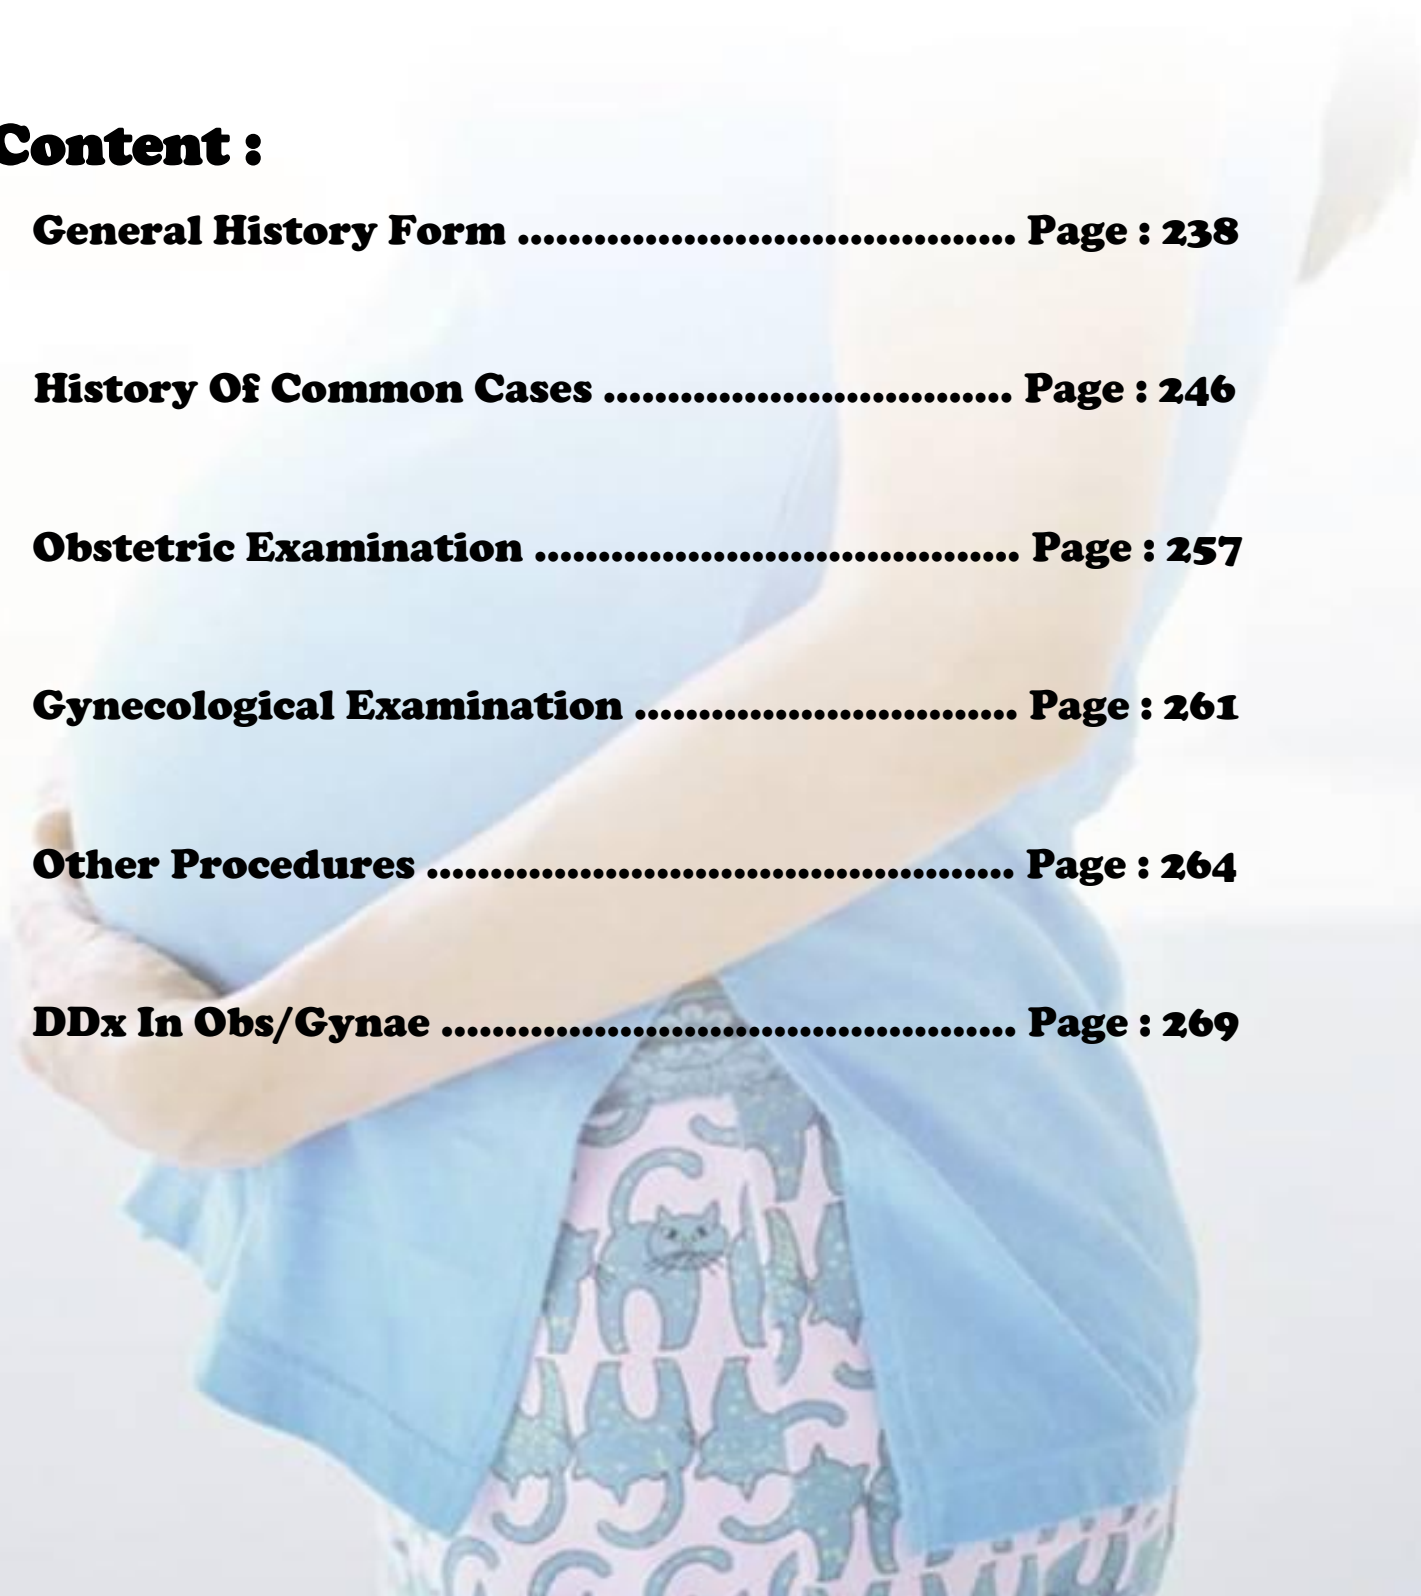 Content :
General History Form ....................................... Page : 238
History Of Common Cases ................................ Page : 246
Obstetric Examination ...................................... Page : 257
Gynecological Examination .............................. Page : 261
Other Procedures .............................................. Page : 264
DDx In Obs/Gynae ............................................. Page : 269